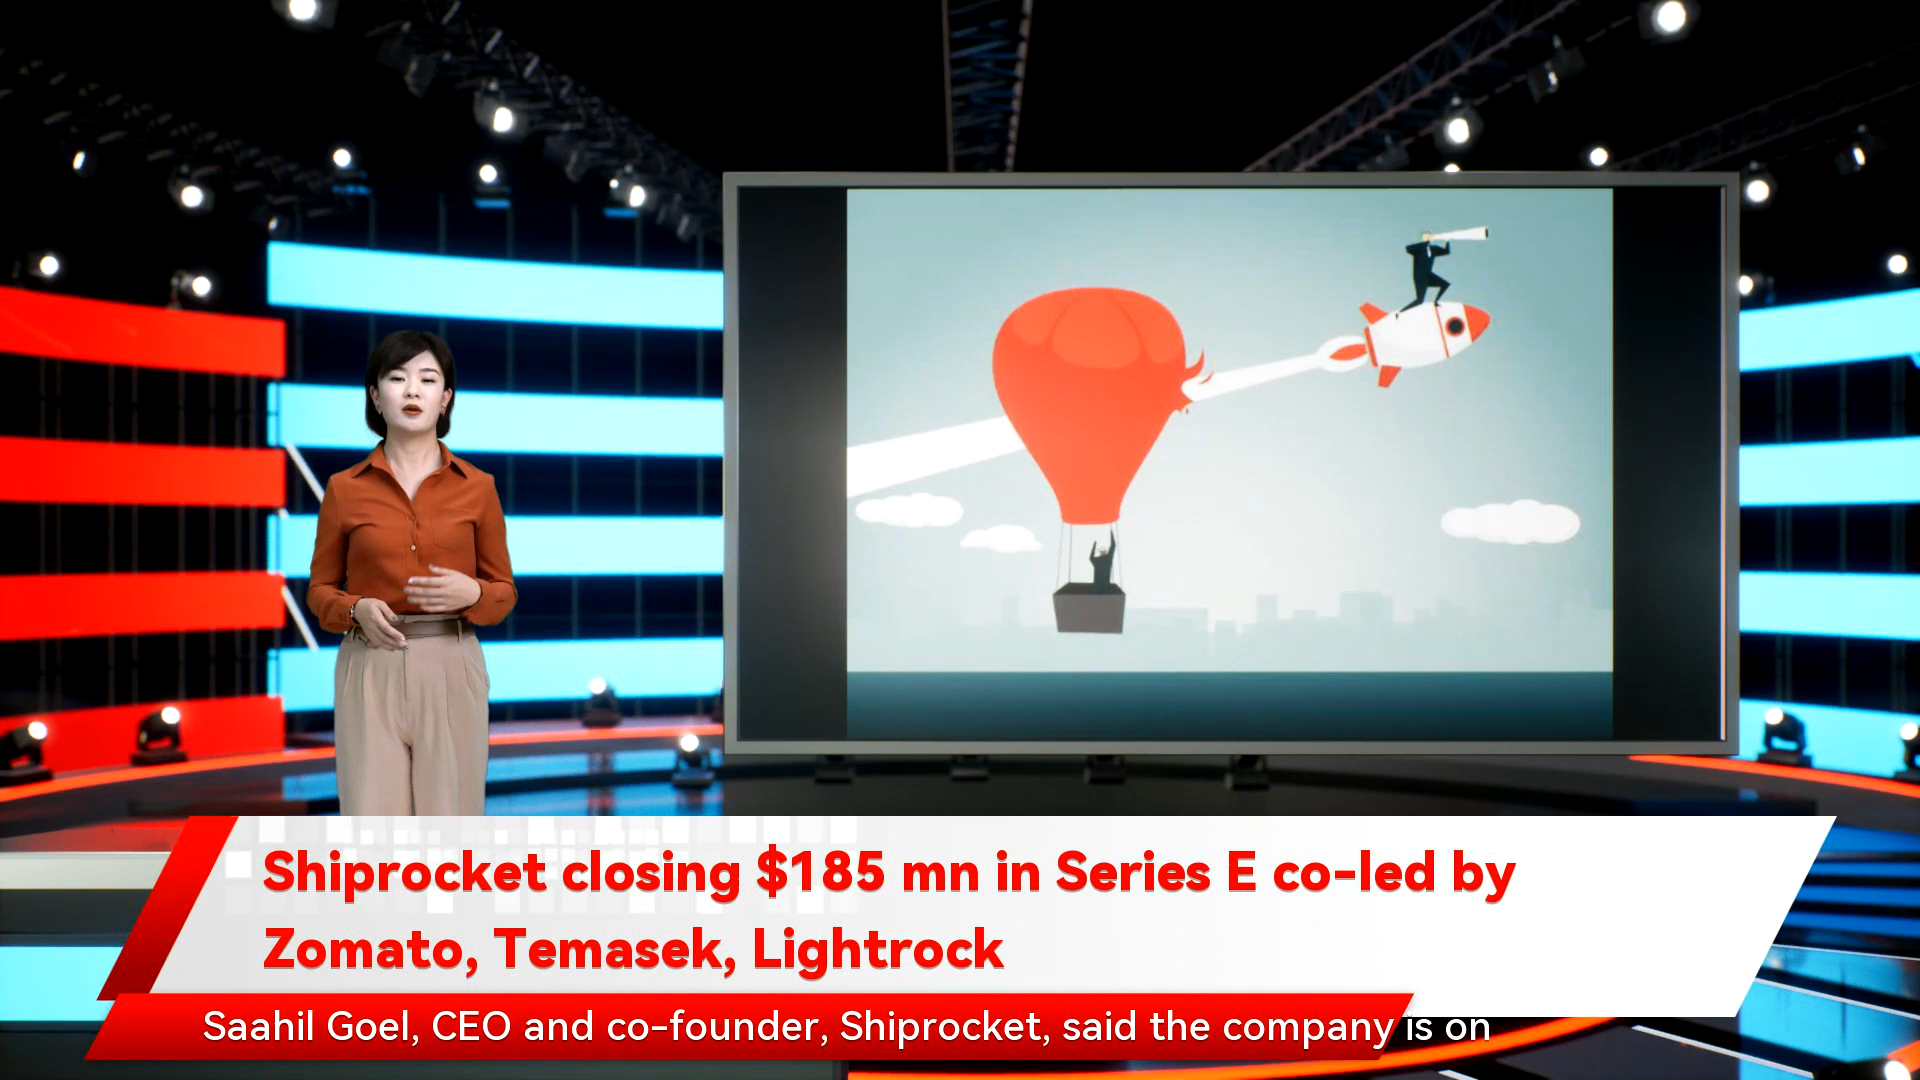 Shiprocket closing $185 mn in Series E co-led by
Zomato, Temasek, Lightrock
Saahil Goel, CEO and co-founder, Shiprocket, said the company is on